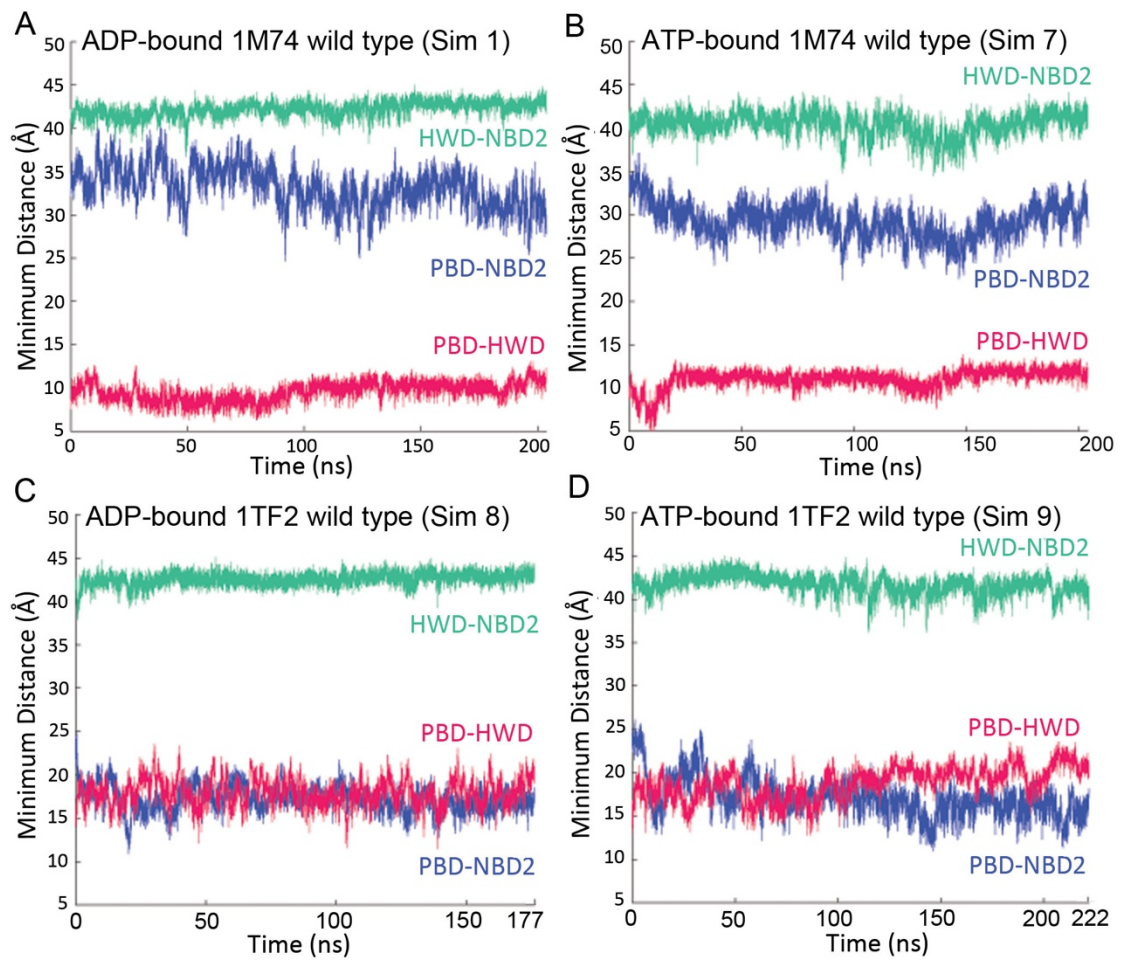 A
ADP-bound 1M74 wild type (Sim 1)
50
45
40
35
30
25
20
15
10
5
Minimum Distance (Å)
HWD-NBD2
PBD-NBD2
PBD-HWD
0
50
100
150
200
Time (ns)
B
ATP-bound 1M74 wild type (Sim 7)
50
45
40
35
30
25
20
15
10
5
Minimum Distance (Å)
HWD-NBD2
PBD-NBD2
PBD-HWD
0
50
100
150
200
Time (ns)
C
ADP-bound 1TF2 wild type (Sim 8)
50
45
40
35
30
25
20
15
10
5
Minimum Distance (Å)
HWD-NBD2
PBD-HWD
PBD-NBD2
0
50
100
150
177
Time (ns)
D
ATP-bound 1TF2 wild type (Sim 9)
50
45
40
35
30
25
20
15
10
5
Minimum Distance (Å)
HWD-NBD2
PBD-HWD
PBD-NBD2
0
50
100
150
200
222
Time (ns)